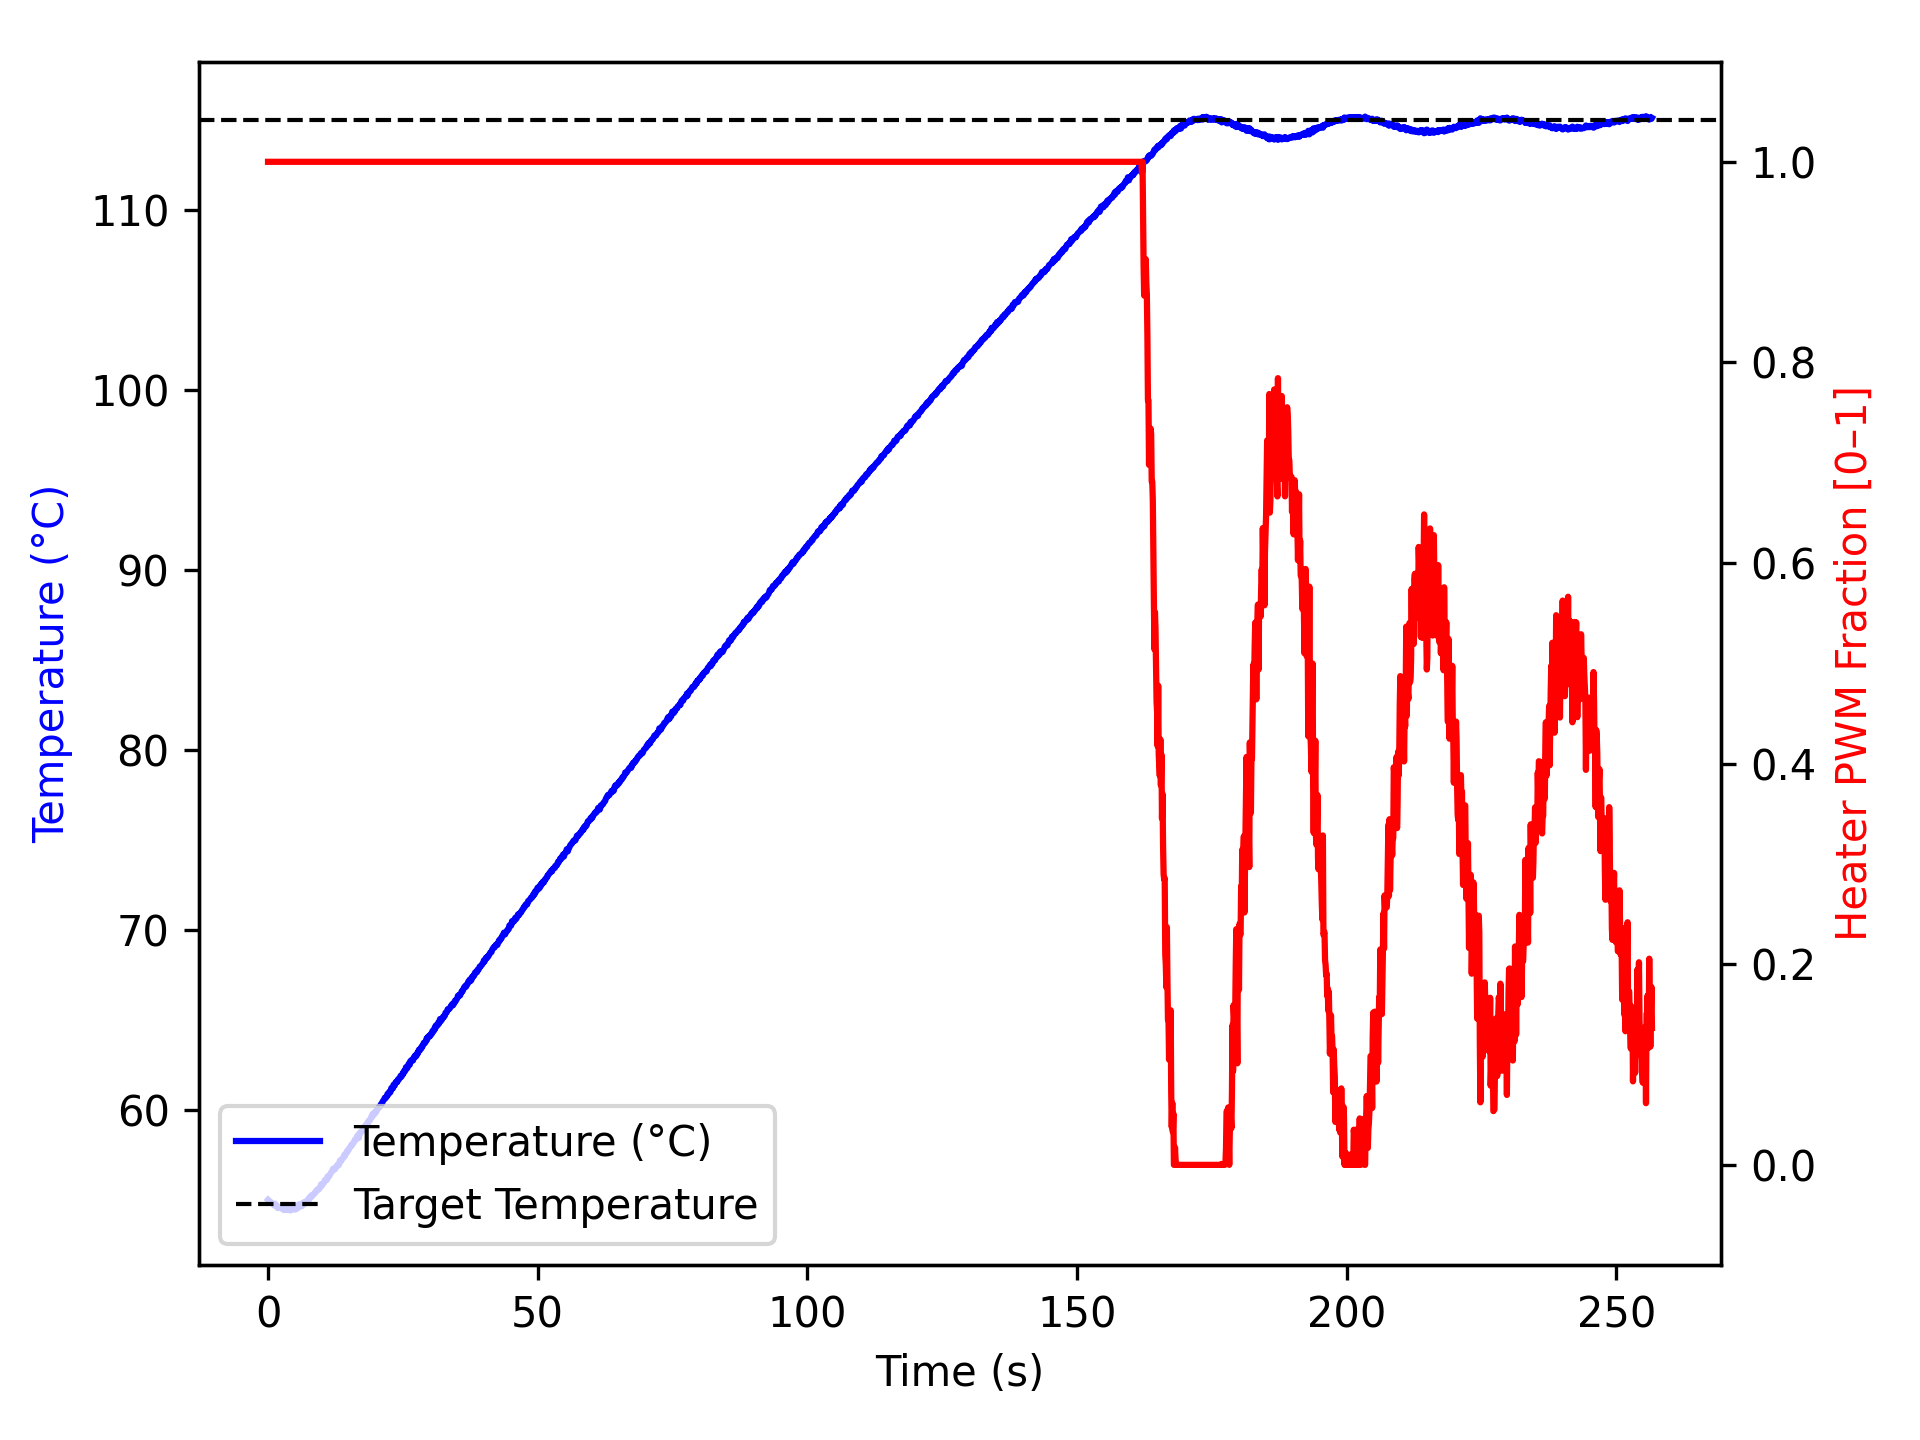 110
100
90
80
70
60
Temperature (°C)
1.0
0.8
0.6
0.4
0.2
0.0
Heater PWM Fraction [0–1]
Temperature (°C)
Target Temperature
0 50 100 150 200 250
Time (s)